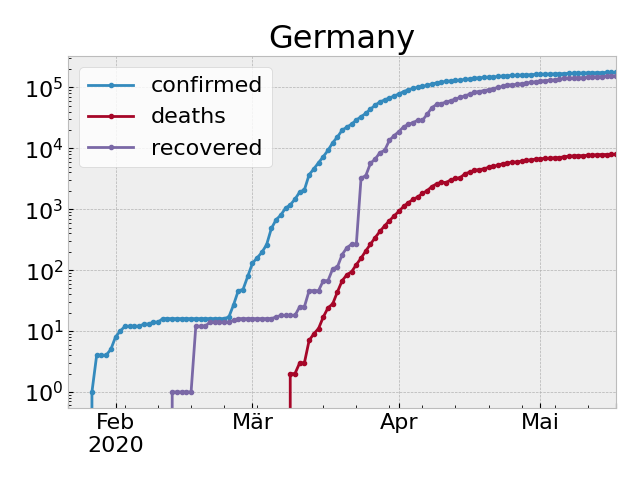 Germany
confirmed
deaths
recovered
10^5
10^4
10^3
10^2
10^1
10^0
Feb Mär Apr Mai
2020